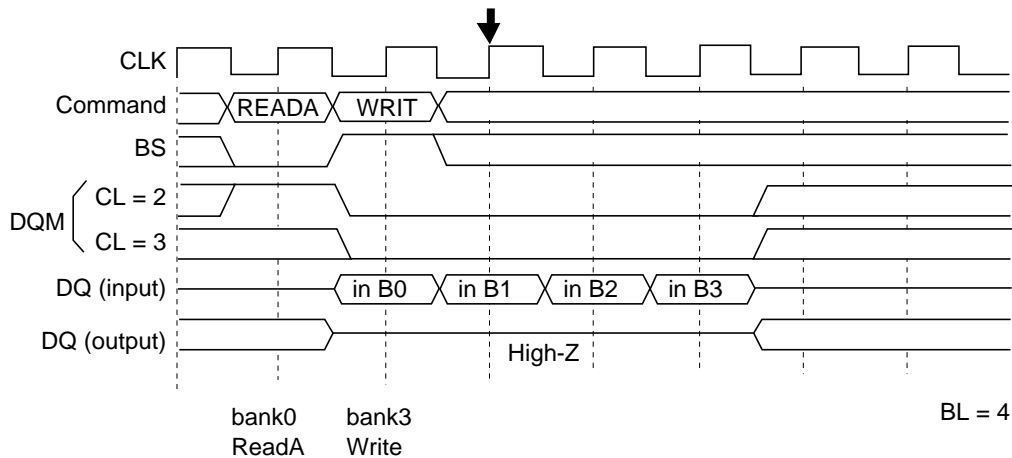 CLK
Command READA WRIT
BS
DQM CL = 2
CL = 3
DQ (input) in B0 in B1 in B2 in B3
DQ (output) High-Z
bank0 bank3 BL = 4
ReadA Write